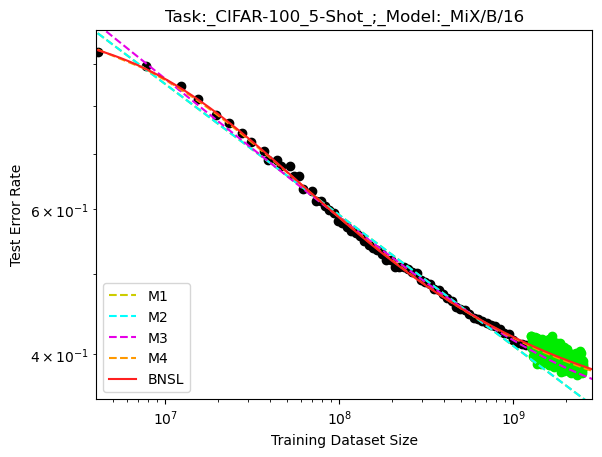 Task:_CIFAR-100_5-Shot_;_Model:_MiX/B/16
Test Error Rate
6 × 10⁻¹
4 × 10⁻¹
M1
M2
M3
M4
BNSL
10⁷
10⁸
10⁹
Training Dataset Size